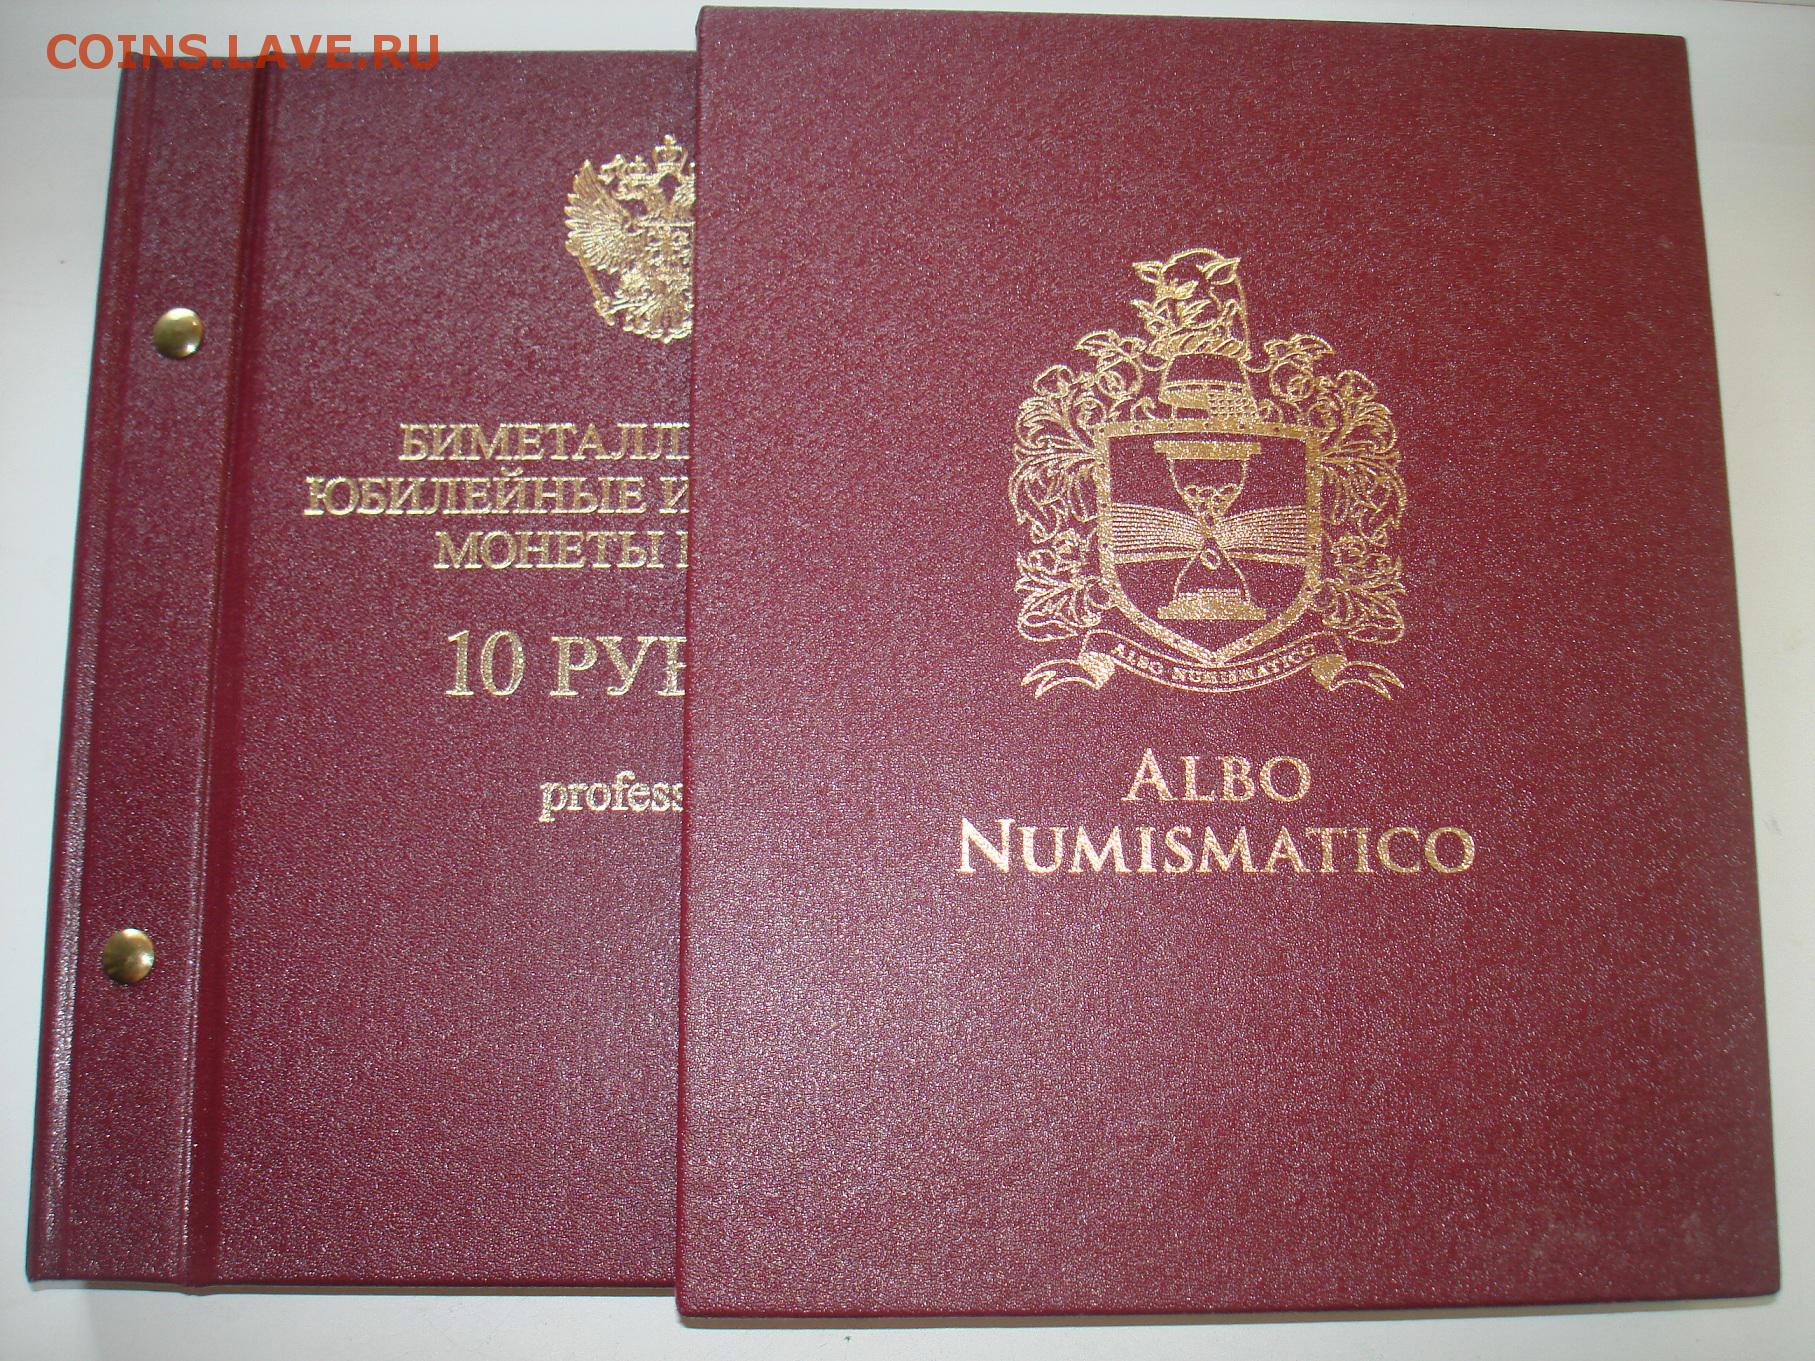 COINS.LAVE.RU
БИМЕТАЛЛ
ЮБИЛЕЙНЫЕ И
МОНЕТЫ
10 РУБ
profess
ALBO NUMISMATICO
ALBO
NUMISMATICO